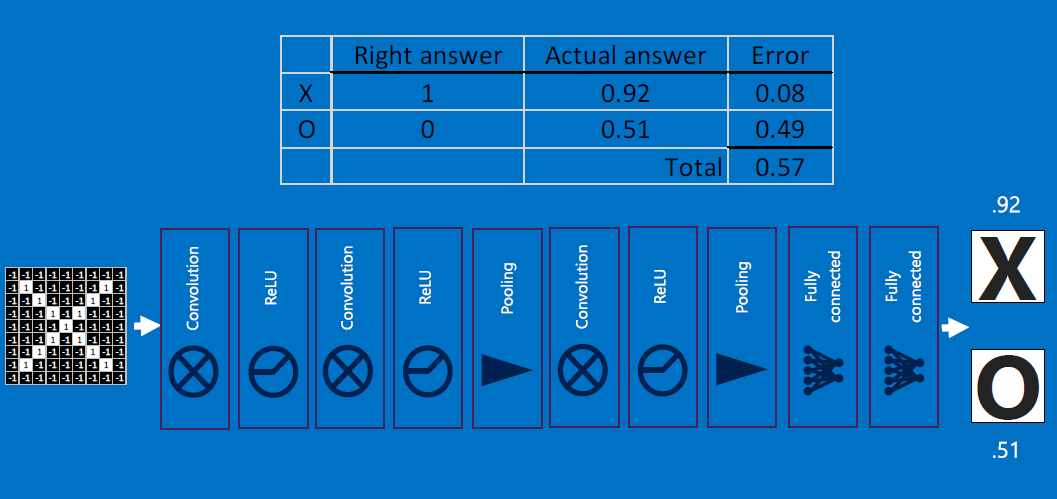 Right answer Actual answer Error
X 1 0.92 0.08
O 0 0.51 0.49
Total 0.57
-1 -1 -1 -1 -1 -1 -1 -1 -1
-1 1 -1 -1 -1 -1 -1 1 -1
-1 -1 1 -1 -1 -1 1 -1 -1
-1 -1 -1 1 -1 1 -1 -1 -1
-1 -1 -1 -1 1 -1 -1 -1 -1
-1 -1 -1 1 -1 1 -1 -1 -1
-1 -1 1 -1 -1 -1 1 -1 -1
-1 1 -1 -1 -1 -1 -1 1 -1
-1 -1 -1 -1 -1 -1 -1 -1 -1
Convolution
ReLU
Convolution
ReLU
Pooling
Convolution
ReLU
Pooling
Fully
connected
Fully
connected
.92
X
O
.51